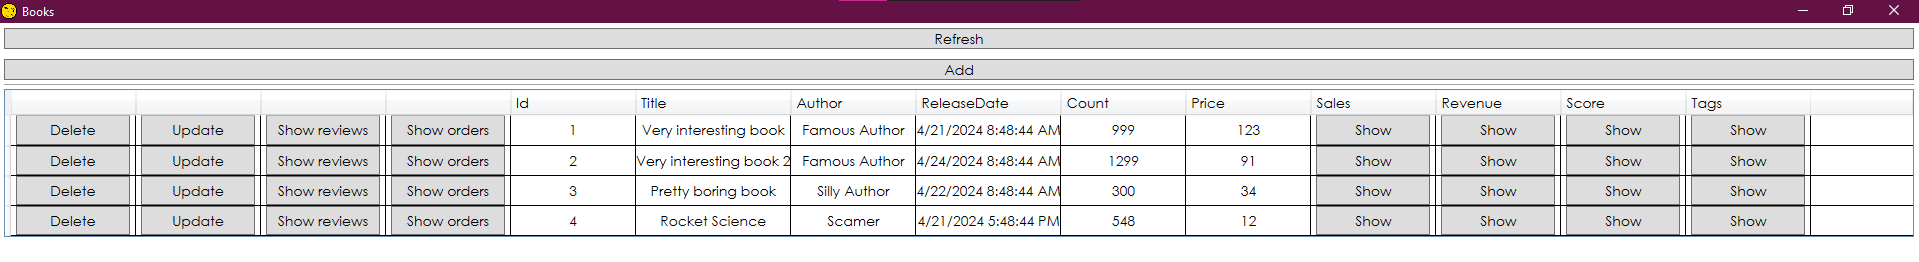 Books
Refresh
Add
Id Title Author ReleaseDate Count Price Sales Revenue Score Tags
Delete Update Show reviews Show orders 1 Very interesting book Famous Author 4/21/2024 8:48:44 AM 999 123 Show Show Show Show
Delete Update Show reviews Show orders 2 Very interesting book 2 Famous Author 4/24/2024 8:48:44 AM 1299 91 Show Show Show Show
Delete Update Show reviews Show orders 3 Pretty boring book Silly Author 4/22/2024 8:48:44 AM 300 34 Show Show Show Show
Delete Update Show reviews Show orders 4 Rocket Science Scamer 4/21/2024 5:48:44 PM 548 12 Show Show Show Show